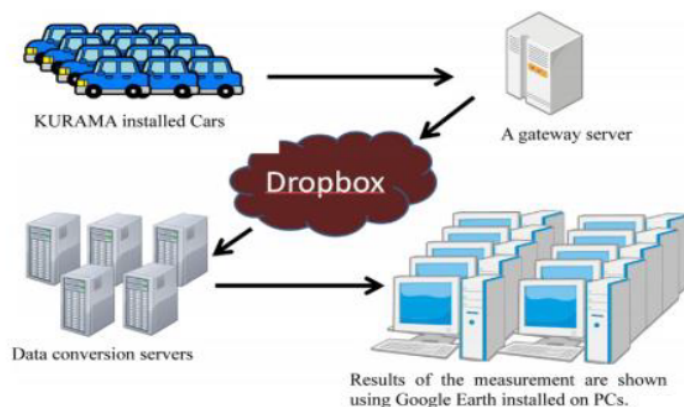 KURAMA installed Cars
A gateway server
Dropbox
Data conversion servers
Results of the measurement are shown
using Google Earth installed on PCs.